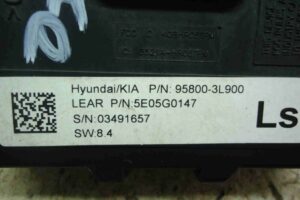 Hyundai/KIA P/N: 95800-3L900
LEAR P/N:5E05G0147
S/N:03491657
SW:8.4
Ls